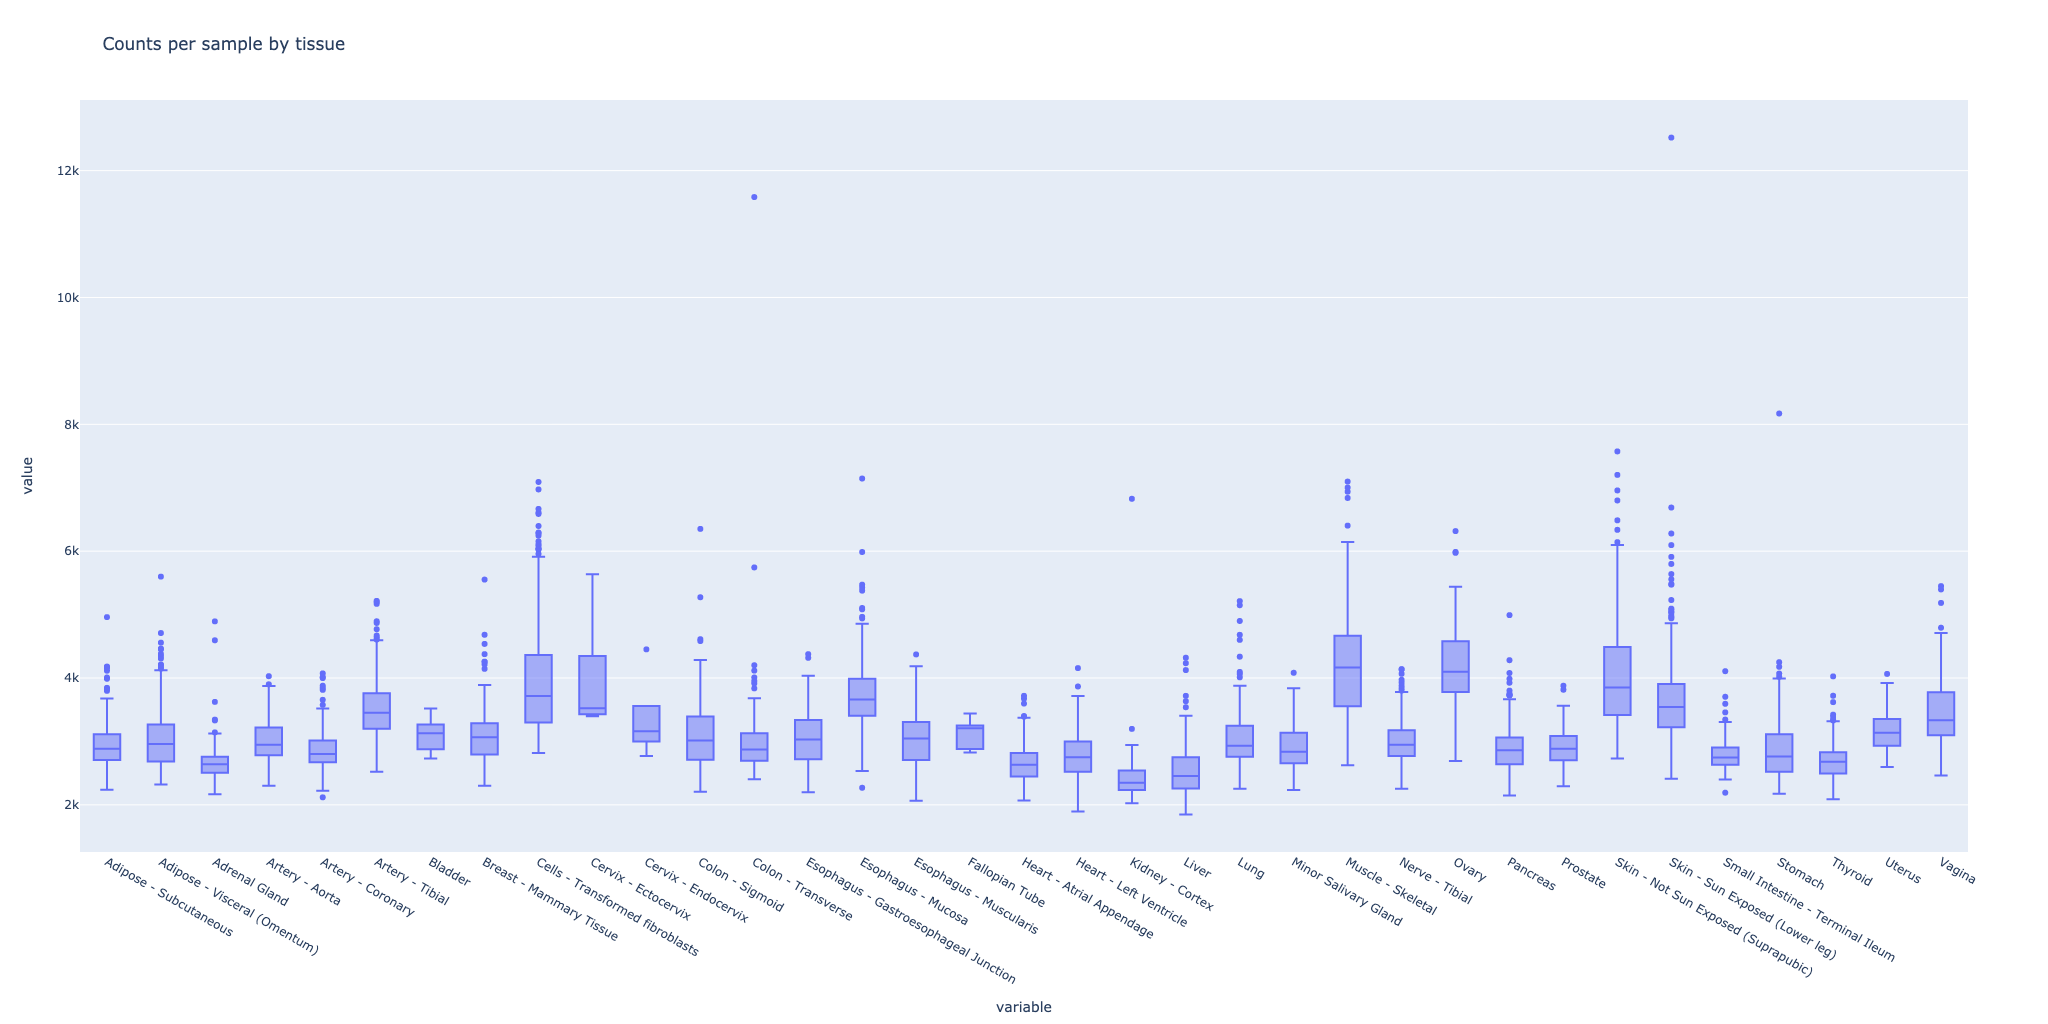 Counts per sample by tissue
12k
10k
8k
6k
4k
2k
value
Adipose - Subcutaneous
Adipose - Visceral (Omentum)
Adrenal Gland
Artery - Aorta
Artery - Coronary
Artery - Tibial
Bladder
Breast - Mammary Tissue
Cells - Transformed fibroblasts
Cervix - Ectocervix
Cervix - Endocervix
Colon - Sigmoid
Colon - Transverse
Esophagus - Gastroesophageal Junction
Esophagus - Mucosa
Esophagus - Muscularis
Fallopian Tube
Heart - Atrial Appendage
Heart - Left Ventricle
Kidney - Cortex
Liver
Lung
Minor Salivary Gland
Muscle - Skeletal
Nerve - Tibial
Ovary
Pancreas
Prostate
Skin - Not Sun Exposed (Suprapubic)
Skin - Sun Exposed (Lower leg)
Small Intestine - Terminal Ileum
Stomach
Thyroid
Uterus
Vagina
variable